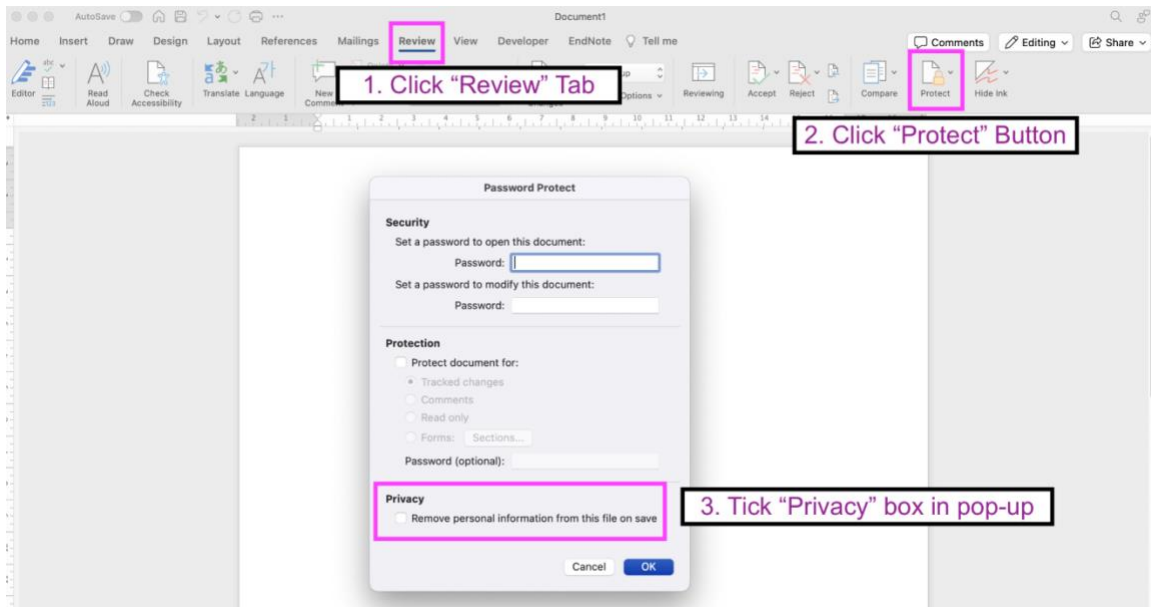 AutoSave
Document1
Home Insert Draw Design Layout References Mailings Review View Developer EndNote Tell me
Comments Editing Share
Editor
Read Aloud
Check Accessibility
Translate Language
New
1. Click “Review” Tab
Options
Reviewing
Accept Reject
Compare
Protect
Hide Ink
2. Click “Protect” Button
Password Protect
Security
Set a password to open this document:
Password:
Set a password to modify this document:
Password:
Protection
Protect document for:
Tracked changes
Comments
Read only
Forms: Sections...
Password (optional):
Privacy
Remove personal information from this file on save
3. Tick “Privacy” box in pop-up
Cancel OK